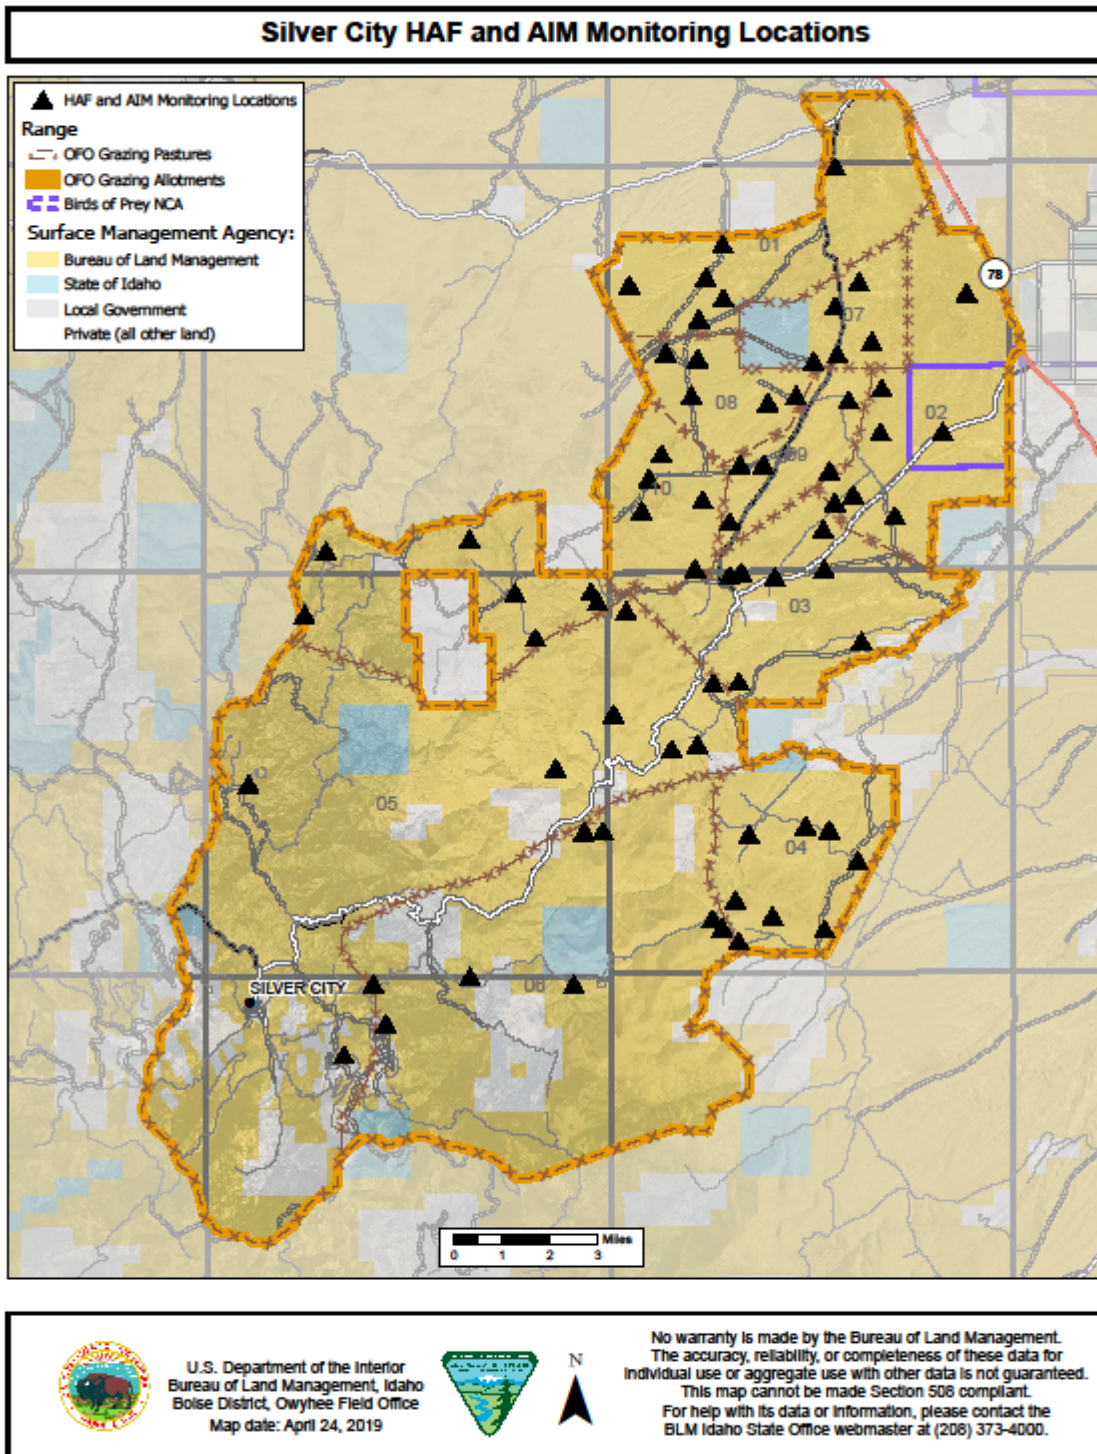 Silver City HAF and AIM Monitoring Locations
HAF and AIM Monitoring Locations
Range
OFO Grazing Pastures
OFO Grazing Allotments
Birds of Prey NCA
Surface Management Agency:
Bureau of Land Management
State of Idaho
Local Government
Private (all other land)
01
78
07
08
02
09
10
11
03
05
04
SILVER CITY
06
Miles
0 1 2 3
U.S. Department of the Interior
Bureau of Land Management, Idaho
Boise District, Owyhee Field Office
Map date: April 24, 2019
N
No warranty is made by the Bureau of Land Management.
The accuracy, reliability, or completeness of these data for
individual use or aggregate use with other data is not guaranteed.
This map cannot be made Section 508 compliant.
For help with its data or information, please contact the
BLM Idaho State Office webmaster at (208) 373-4000.